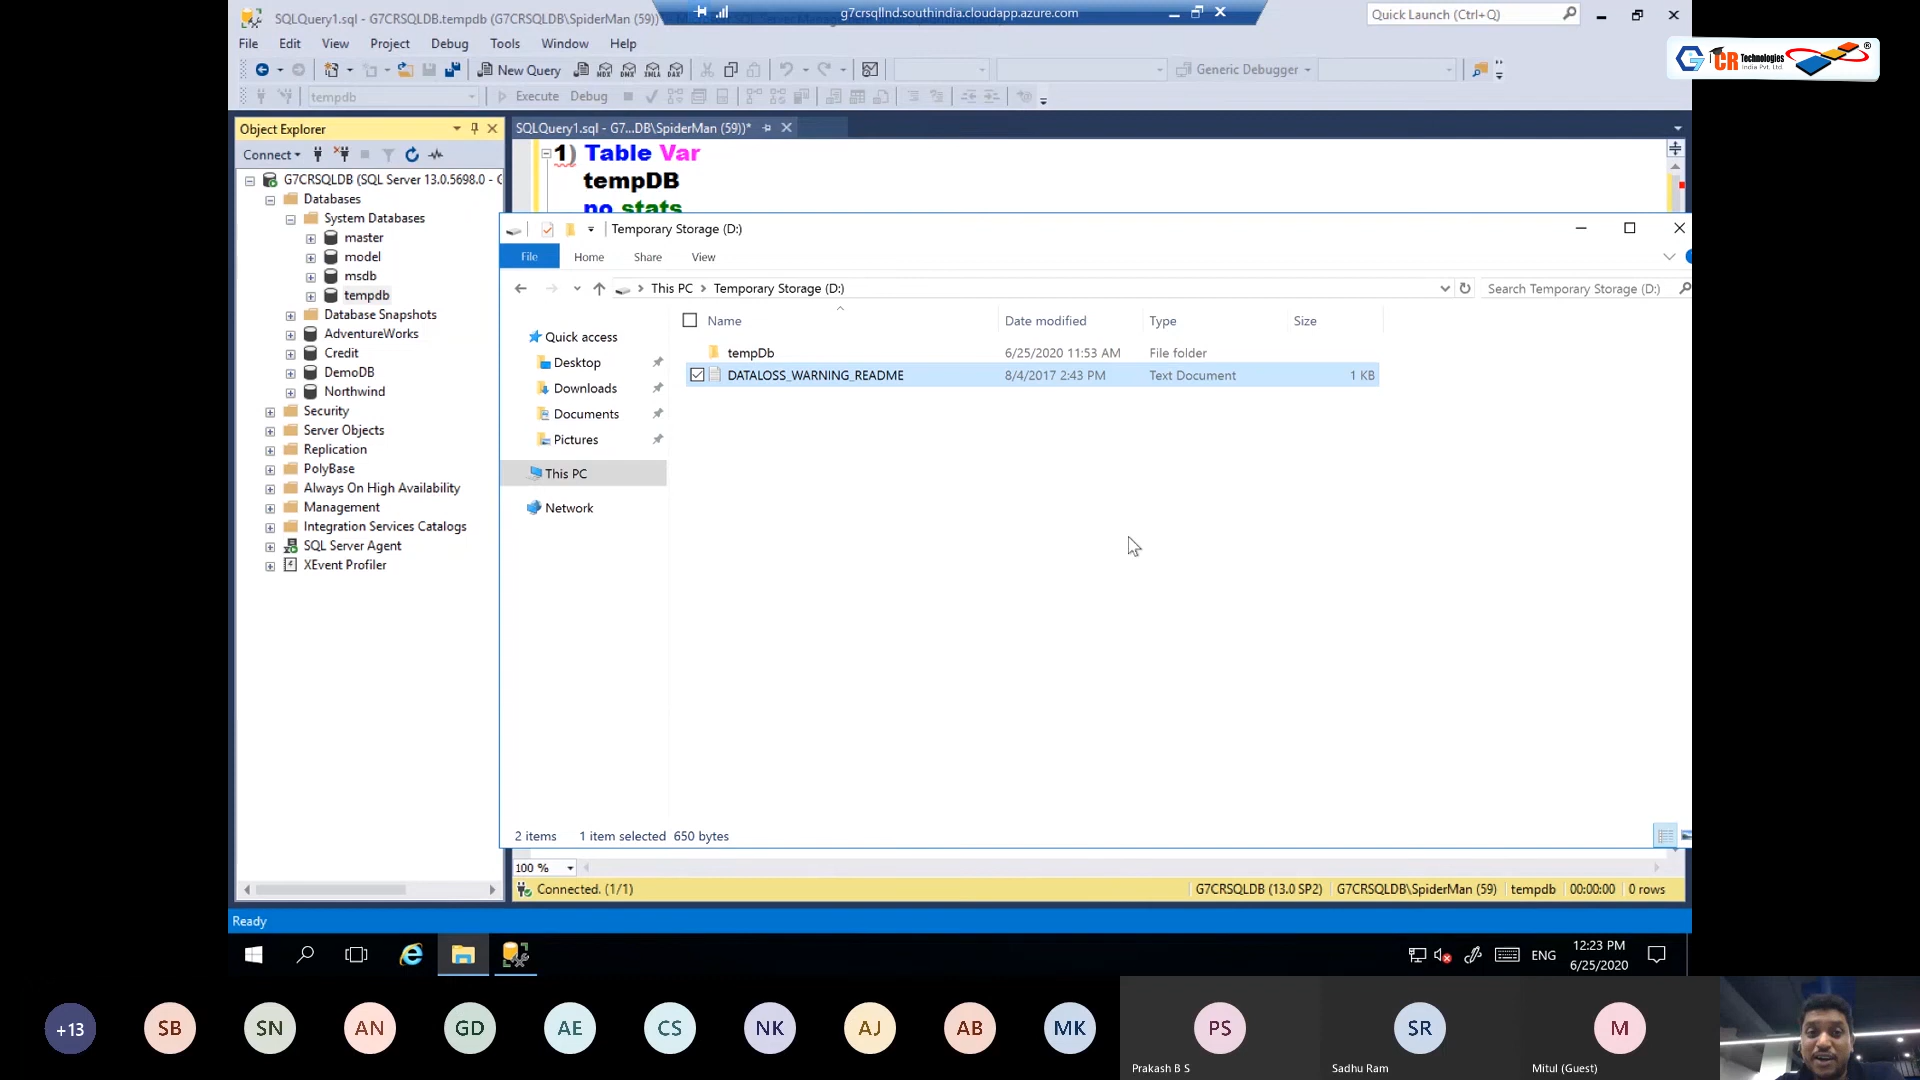 SQLQuery1.sql - G7CRSQLDB.tempdb (G7CRSQLDB\SpiderMan (59))
g7crsqllnd.southindia.cloudapp.azure.com
Quick Launch (Ctrl+Q)
File Edit View Project Debug Tools Window Help
New Query
Generic Debugger
tempdb
Execute Debug
G7 CR Technologies
India Pvt. Ltd.
®
Object Explorer
Connect
G7CRSQLDB (SQL Server 13.0.5698.0 -
Databases
System Databases
master
model
msdb
tempdb
Database Snapshots
AdventureWorks
Credit
DemoDB
Northwind
Security
Server Objects
Replication
PolyBase
Always On High Availability
Management
Integration Services Catalogs
SQL Server Agent
XEvent Profiler
SQLQuery1.sql - G7...DB\SpiderMan (59))*
1) Table Var
tempDB
no stats
Temporary Storage (D:)
File Home Share View
This PC > Temporary Storage (D:)
Search Temporary Storage (D:)
Quick access
Desktop
Downloads
Documents
Pictures
This PC
Network
Name Date modified Type Size
tempDb 6/25/2020 11:53 AM File folder
DATALOSS_WARNING_README 8/4/2017 2:43 PM Text Document 1 KB
2 items 1 item selected 650 bytes
100 %
Connected. (1/1)
G7CRSQLDB (13.0 SP2) G7CRSQLDB\SpiderMan (59) tempdb 00:00:00 0 rows
Ready
ENG
12:23 PM
6/25/2020
+13 SB SN AN GD AE CS NK AJ AB MK PS SR M
Prakash B S
Sadhu Ram
Mitul (Guest)